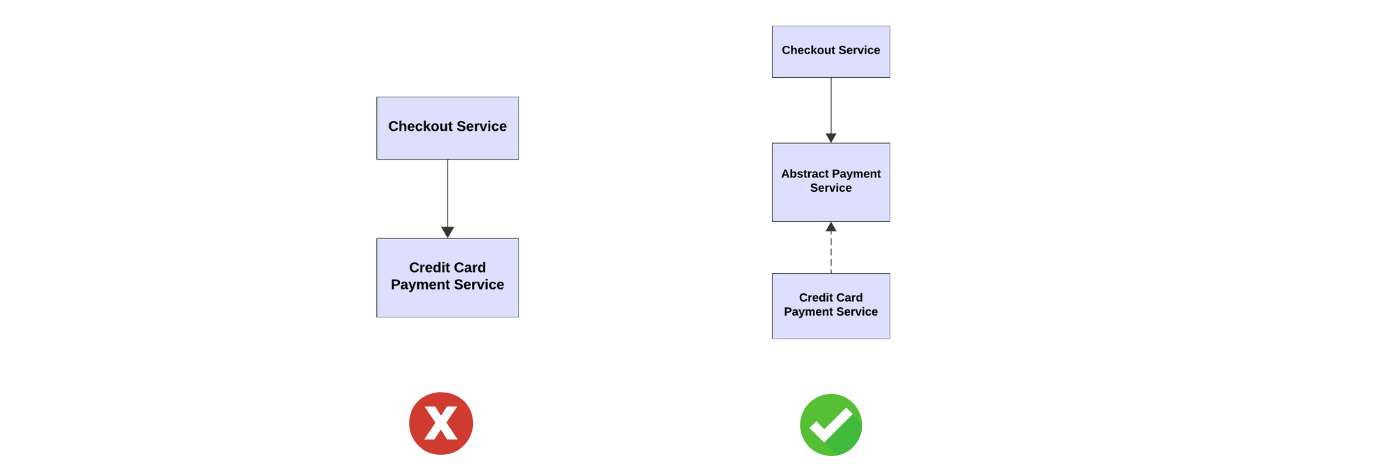 Checkout Service
Credit Card
Payment Service
X
Checkout Service
Abstract Payment
Service
Credit Card
Payment Service